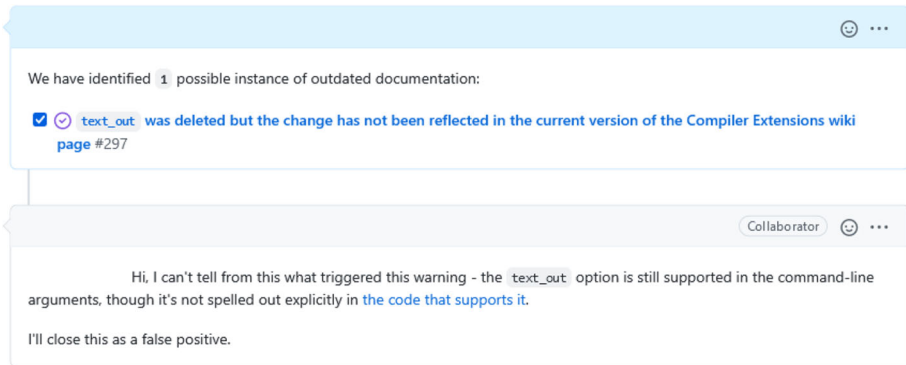 We have identified 1 possible instance of outdated documentation:
text_out was deleted but the change has not been reflected in the current version of the Compiler Extensions wiki
page #297
Collaborator
Hi, I can't tell from this what triggered this warning - the text_out option is still supported in the command-line
arguments, though it's not spelled out explicitly in the code that supports it.
I'll close this as a false positive.